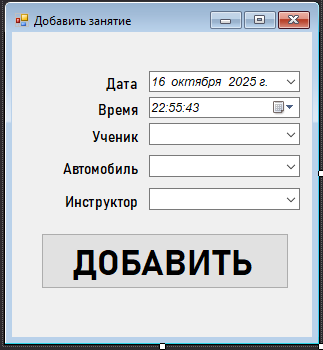 Добавить занятие
Дата 16 октября 2025 г.
Время 22:55:43
Ученик
Автомобиль
Инструктор
ДОБАВИТЬ